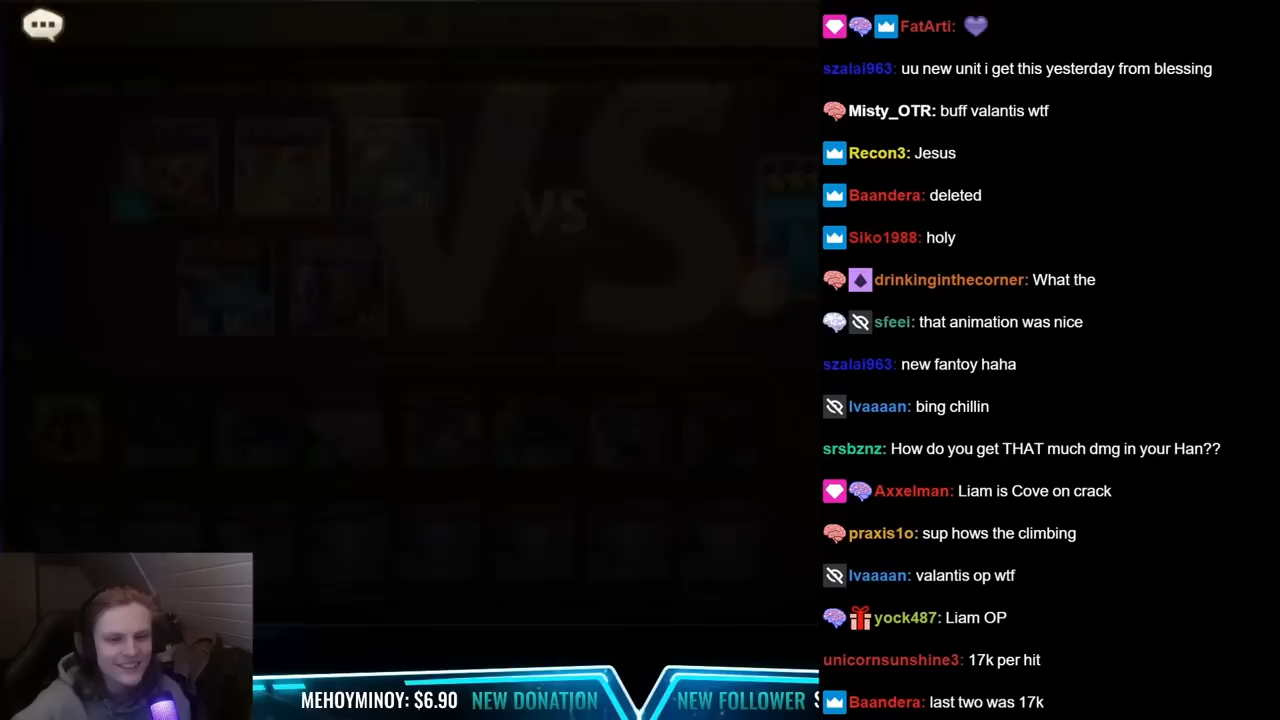 VS
VS
FatArti:
szalai963: uu new unit i get this yesterday from blessing
Misty_OTR: buff valantis wtf
Recon3: Jesus
Baandera: deleted
Siko1988: holy
drinkinginthecorner: What the
sfeei: that animation was nice
szalai963: new fantoy haha
Ivaaaan: bing chillin
srsbznz: How do you get THAT much dmg in your Han??
Axxelman: Liam is Cove on crack
praxis1o: sup hows the climbing
Ivaaaan: valantis op wtf
yock487: Liam OP
unicornsunshine3: 17k per hit
Baandera: last two was 17k
MEHOYMINOY: $6.90 NEW DONATION
NEW FOLLOWER